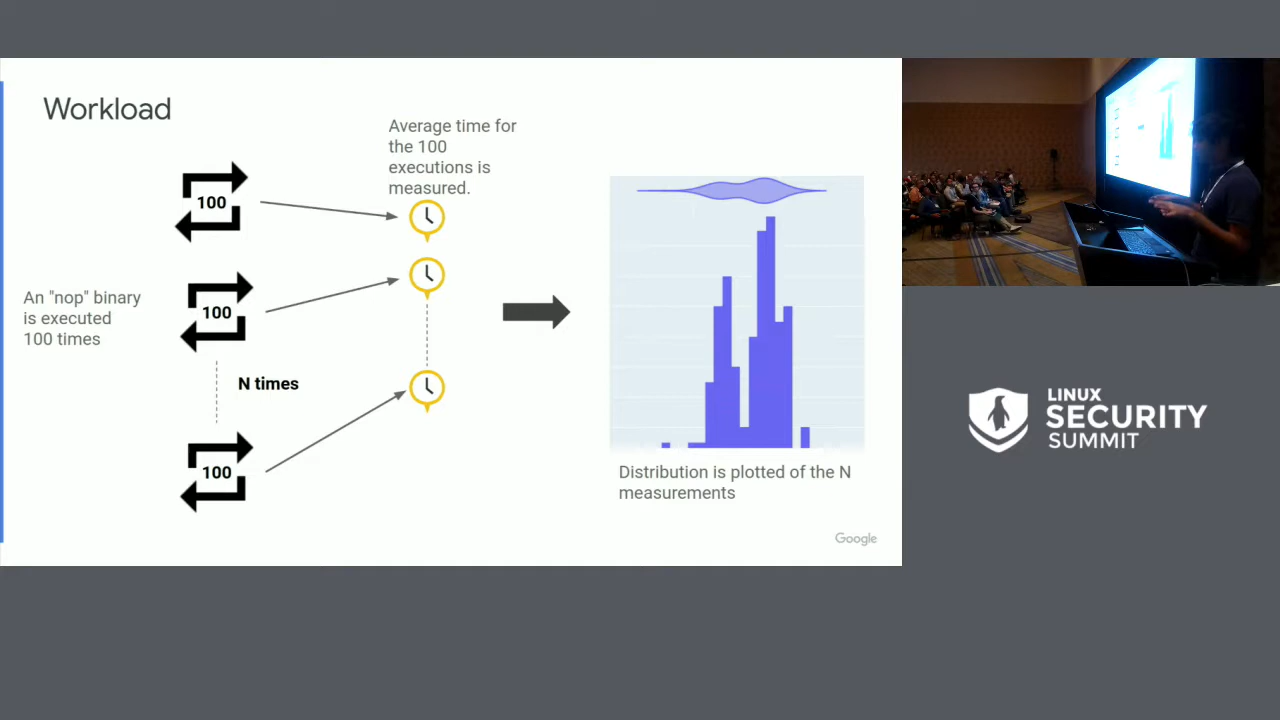 Workload
Average time for
the 100
executions is
measured.
100
An "nop" binary
is executed
100 times
100
N times
100
Distribution is plotted of the N
measurements
Google
LINUX
SECURITY
SUMMIT